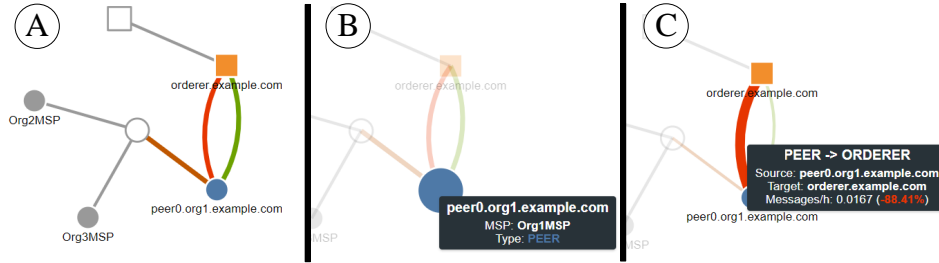 A
orderer.example.com
Org2MSP
peer0.org1.example.com
Org3MSP
B
orderer.example.com
peer0.org1.example.com
MSP: Org1MSP
Type: PEER
MSP
C
orderer.example.com
PEER -> ORDERER
Source: peer0.org1.example.com
Target: orderer.example.com
Messages/h: 0.0167 (-88.41%)
peer0.org1.example.com
MSP